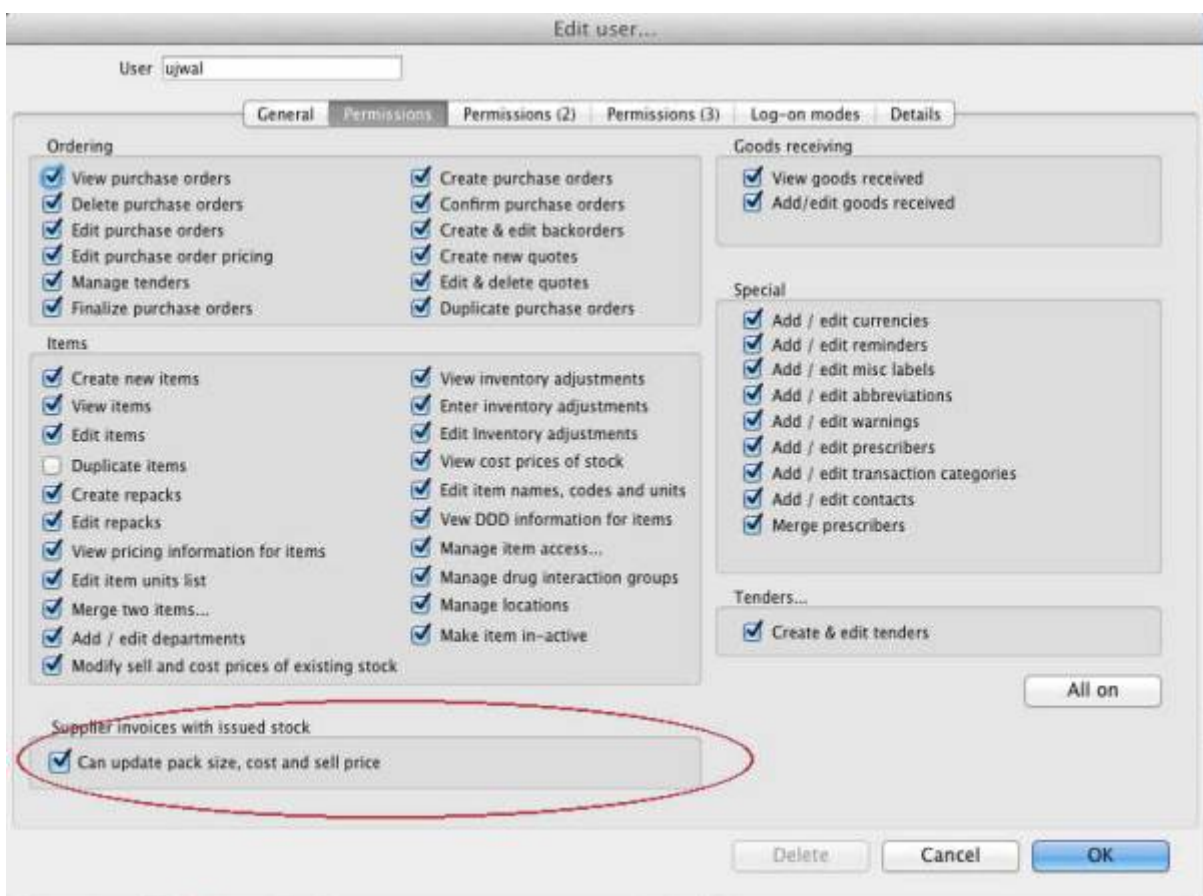 Edit user...
User ujwal
General Permissions Permissions (2) Permissions (3) Log-on modes Details
Ordering
View purchase orders
Delete purchase orders
Edit purchase orders
Edit purchase order pricing
Manage tenders
Finalize purchase orders
Create purchase orders
Confirm purchase orders
Create & edit backorders
Create new quotes
Edit & delete quotes
Duplicate purchase orders
Goods receiving
View goods received
Add/edit goods received
Items
Create new items
View items
Edit items
Duplicate items
Create repacks
Edit repacks
View pricing information for items
Edit item units list
Merge two items...
Add / edit departments
Modify sell and cost prices of existing stock
View inventory adjustments
Enter inventory adjustments
Edit Inventory adjustments
View cost prices of stock
Edit item names, codes and units
Vew DDD information for items
Manage item access...
Manage drug interaction groups
Manage locations
Make item in-active
Special
Add / edit currencies
Add / edit reminders
Add / edit misc labels
Add / edit abbreviations
Add / edit warnings
Add / edit prescribers
Add / edit transaction categories
Add / edit contacts
Merge prescribers
Tenders...
Create & edit tenders
All on
Supplier invoices with issued stock
Can update pack size, cost and sell price
Delete Cancel OK